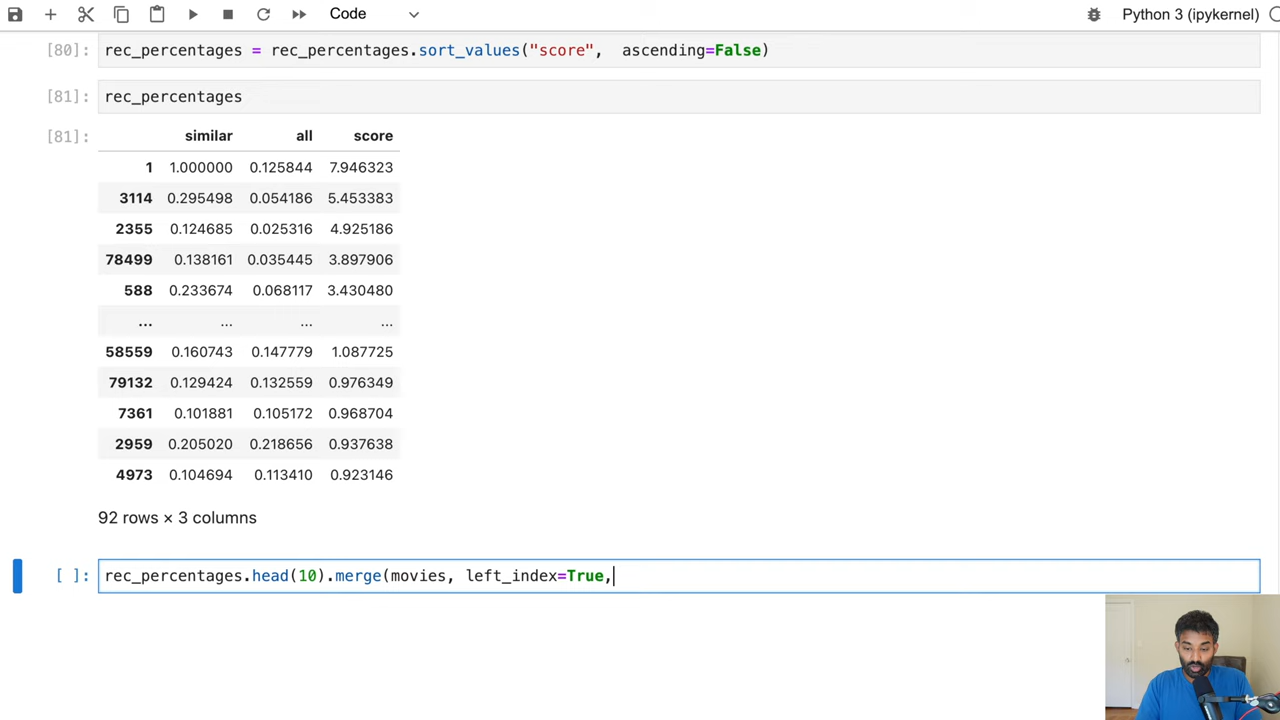 Code
Python 3 (ipykernel)
[80]: rec_percentages = rec_percentages.sort_values("score",  ascending=False)
[81]: rec_percentages
[81]: similar all score
1 1.000000 0.125844 7.946323
3114 0.295498 0.054186 5.453383
2355 0.124685 0.025316 4.925186
78499 0.138161 0.035445 3.897906
588 0.233674 0.068117 3.430480
... ... ... ...
58559 0.160743 0.147779 1.087725
79132 0.129424 0.132559 0.976349
7361 0.101881 0.105172 0.968704
2959 0.205020 0.218656 0.937638
4973 0.104694 0.113410 0.923146
92 rows × 3 columns
[ ]: rec_percentages.head(10).merge(movies, left_index=True,